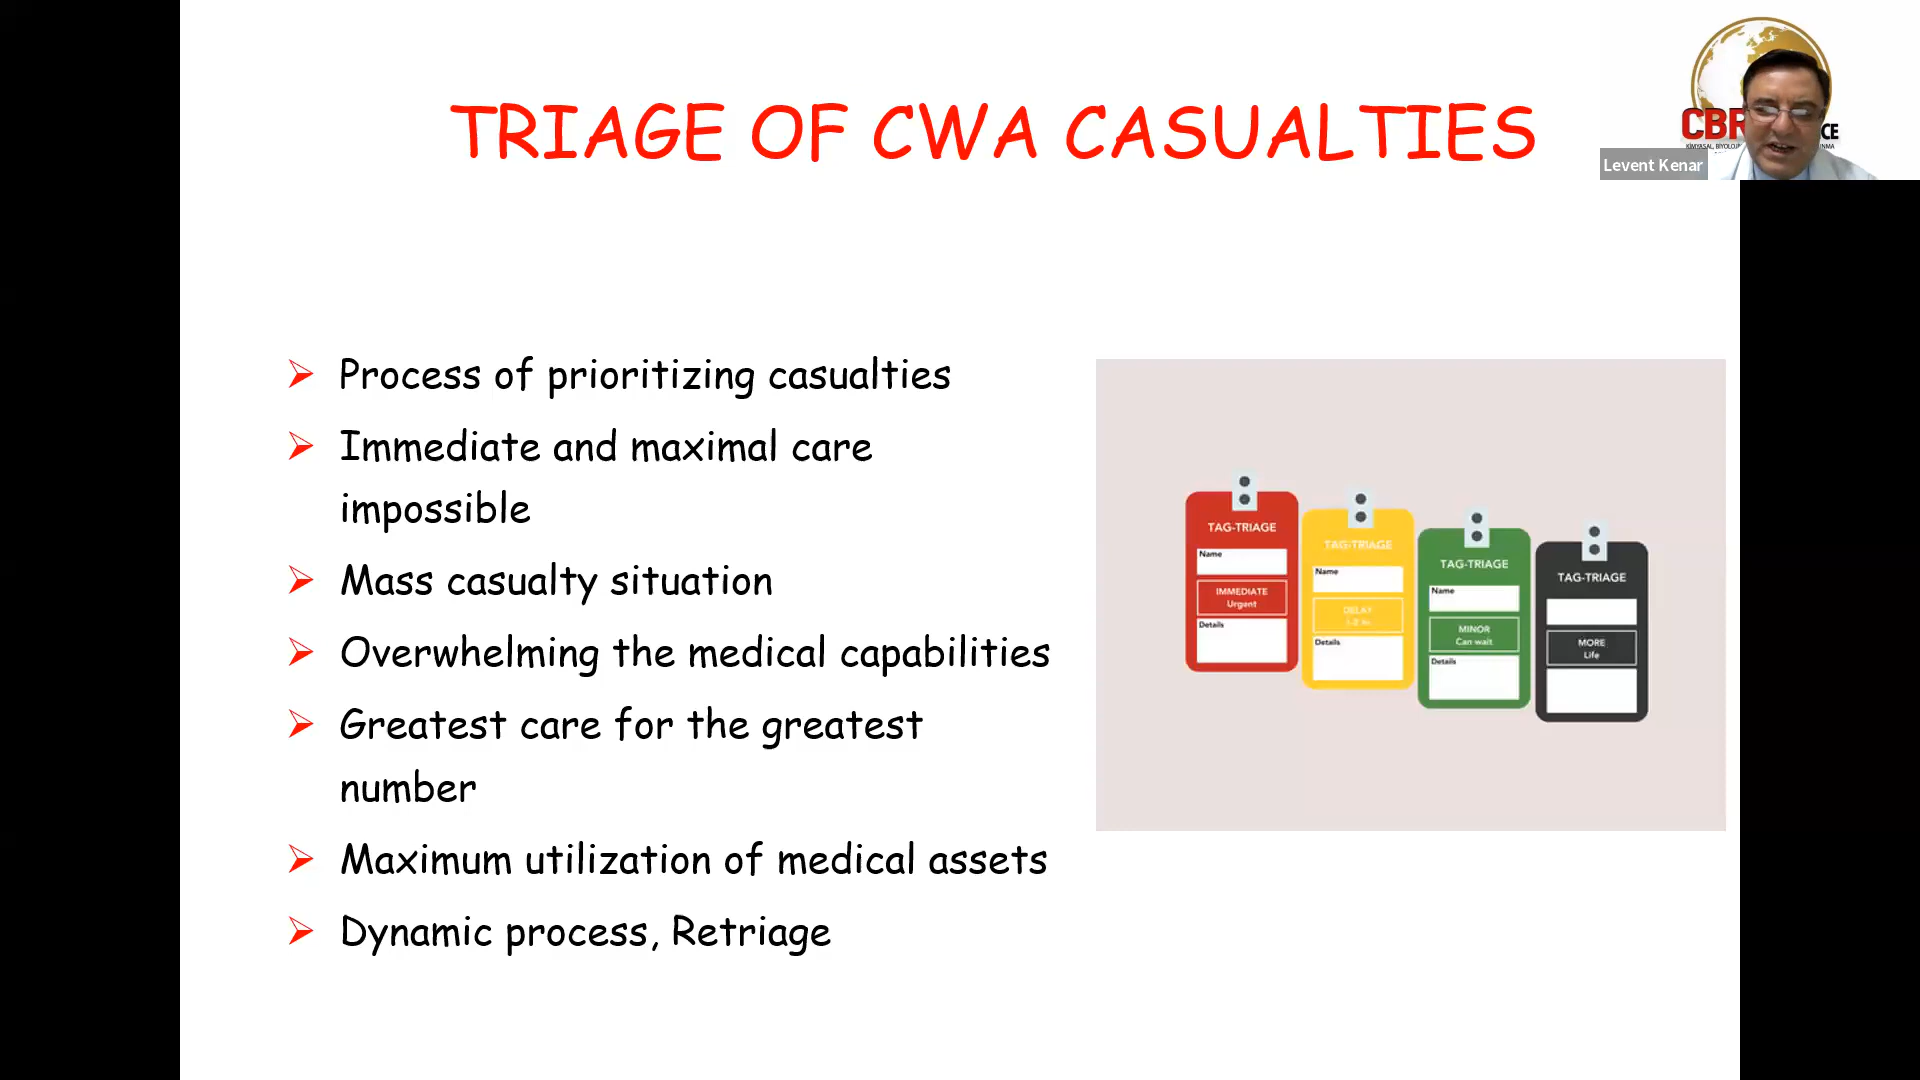 TRIAGE OF CWA CASUALTIES
CBR
CE
Levent Kenar
Process of prioritizing casualties
Immediate and maximal care
impossible
Mass casualty situation
Overwhelming the medical capabilities
Greatest care for the greatest
number
Maximum utilization of medical assets
Dynamic process, Retriage
TAG-TRIAGE
Name
IMMEDIATE
Urgent
Details
TAG-TRIAGE
Name
DELAY
Details
TAG-TRIAGE
Name
MINOR
Can wait
Details
TAG-TRIAGE
MORE
Life